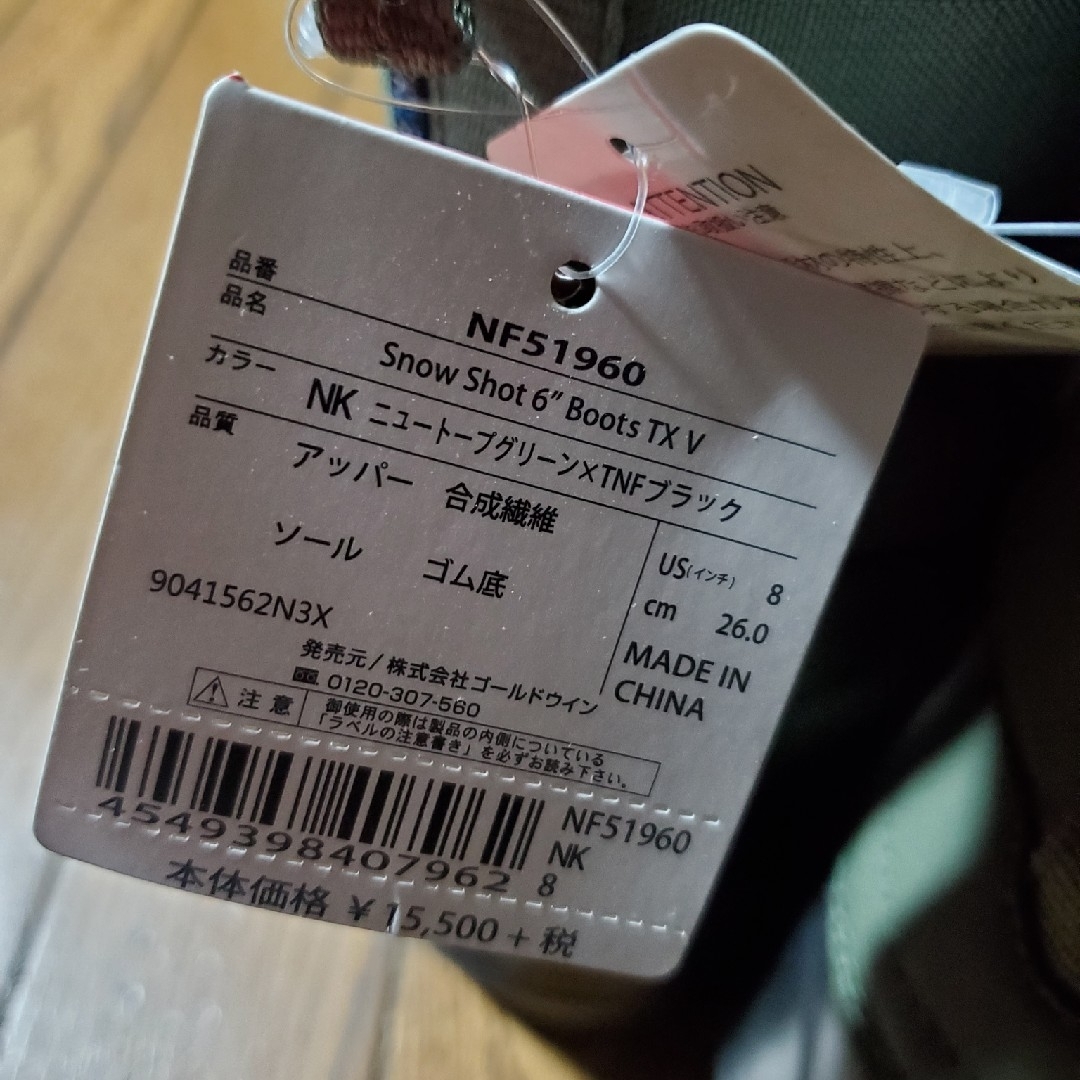 品番 NF51960
品名 Snow Shot 6” Boots TX V
カラー NK ニュートープグリーン×TNFブラック
品質 アッパー 合成繊維
ソール ゴム底
US(インチ) 8
cm 26.0
MADE IN
CHINA
9041562N3X
発売元/株式会社ゴールドウイン
0120-307-560
注意
御使用の際は製品の内側についている
「ラベルの注意書き」を必ずお読み下さい。
4549398407962
NF51960
NK
8
本体価格 ¥15,500+税